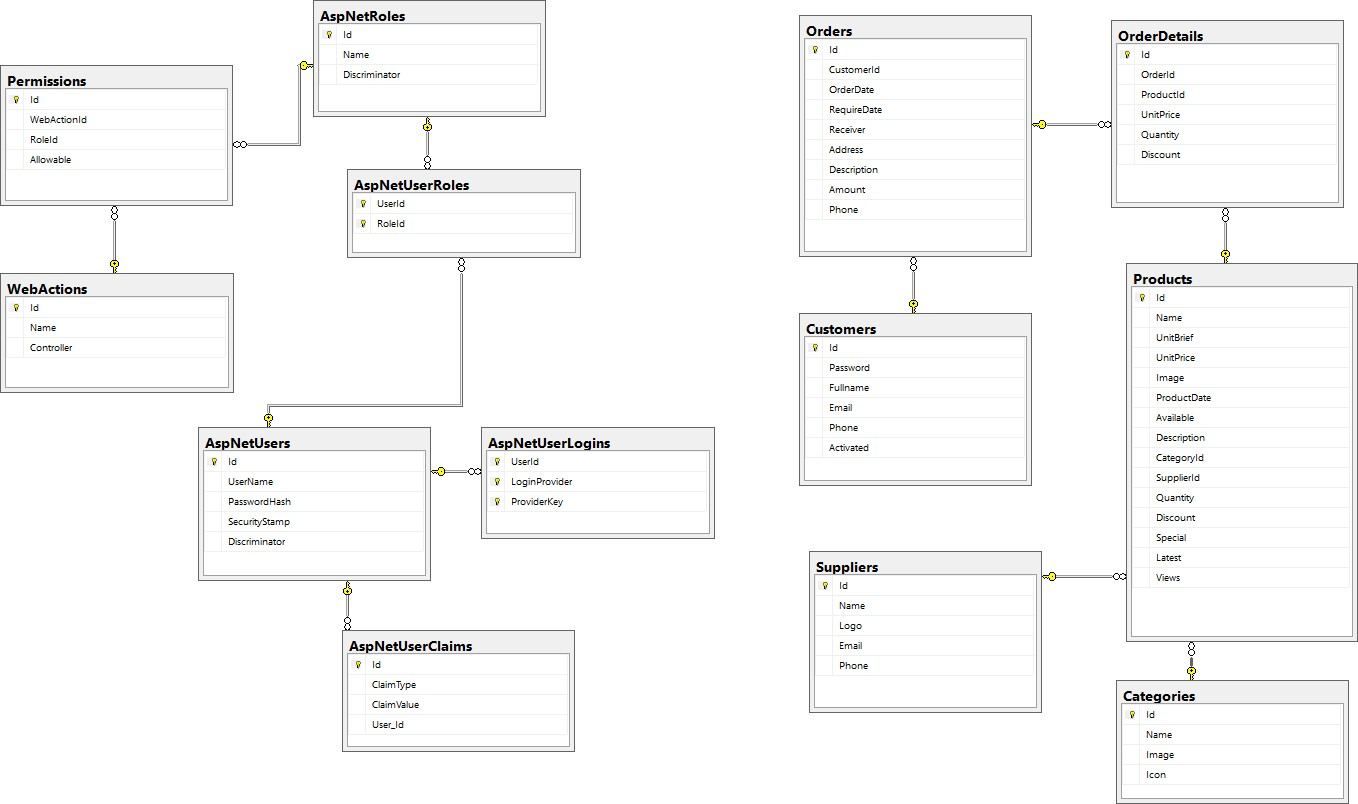 AspNetRoles
Id
Name
Discriminator
Permissions
Id
WebActionId
RoleId
Allowable
AspNetUserRoles
UserId
RoleId
WebActions
Id
Name
Controller
AspNetUsers
Id
UserName
PasswordHash
SecurityStamp
Discriminator
AspNetUserLogins
UserId
LoginProvider
ProviderKey
AspNetUserClaims
Id
ClaimType
ClaimValue
User_Id
Orders
Id
CustomerId
OrderDate
RequireDate
Receiver
Address
Description
Amount
Phone
OrderDetails
Id
OrderId
ProductId
UnitPrice
Quantity
Discount
Customers
Id
Password
Fullname
Email
Phone
Activated
Products
Id
Name
UnitBrief
UnitPrice
Image
ProductDate
Available
Description
CategoryId
SupplierId
Quantity
Discount
Special
Latest
Views
Suppliers
Id
Name
Logo
Email
Phone
Categories
Id
Name
Image
Icon